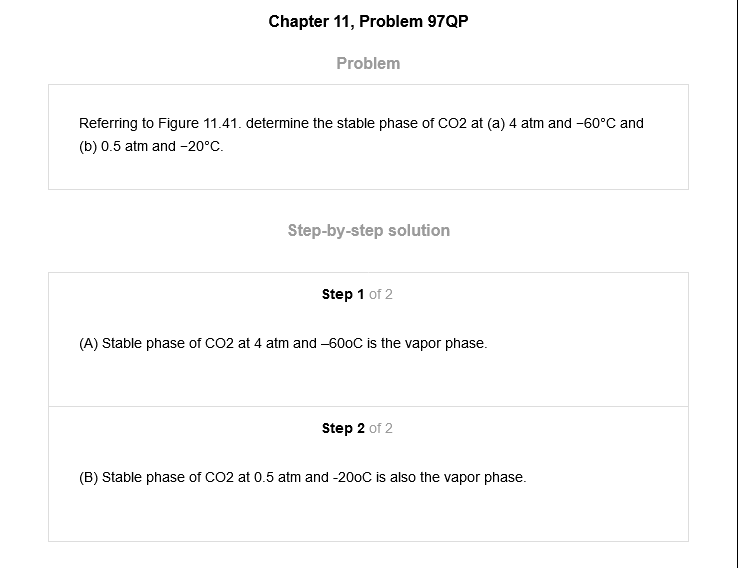 Chapter 11, Problem 97QP
Problem
Referring to Figure 11.41. determine the stable phase of CO2 at (a) 4 atm and −60°C and
(b) 0.5 atm and −20°C.
Step-by-step solution
Step 1 of 2
(A) Stable phase of CO2 at 4 atm and –60oC is the vapor phase.
Step 2 of 2
(B) Stable phase of CO2 at 0.5 atm and -20oC is also the vapor phase.